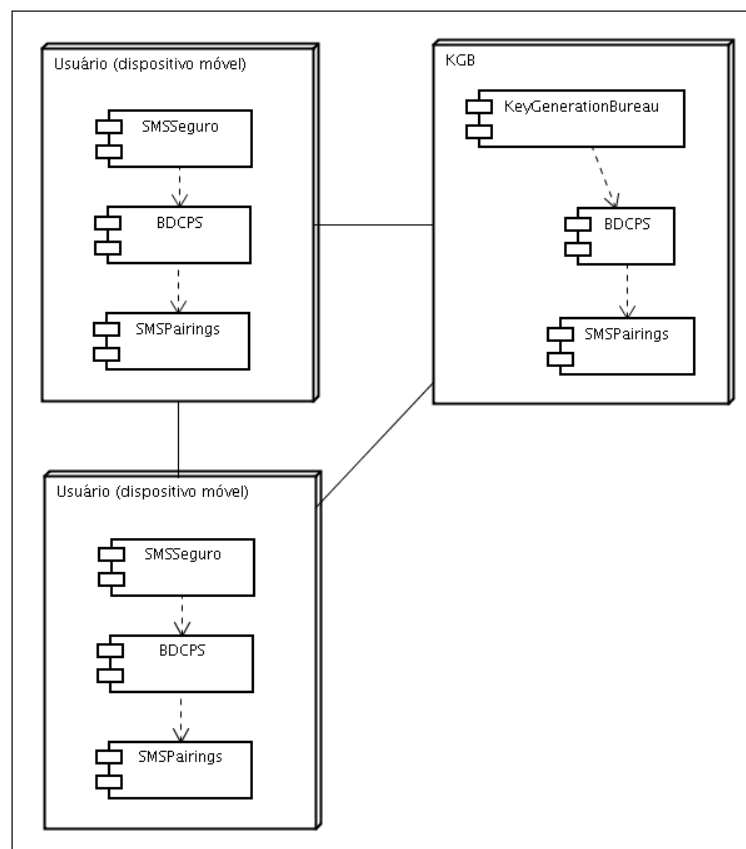 Usuário (dispositivo móvel)
SMSSeguro
BDCPS
SMSPairings
KGB
KeyGenerationBureau
BDCPS
SMSPairings
Usuário (dispositivo móvel)
SMSSeguro
BDCPS
SMSPairings